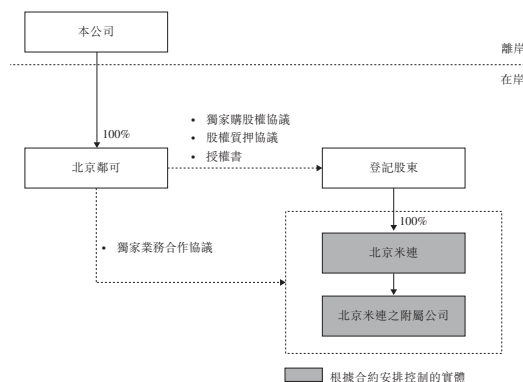 本公司
離岸
在岸
100%
• 獨家購股權協議
• 股權質押協議
• 授權書
北京鄰可
登記股東
100%
• 獨家業務合作協議
北京米連
北京米連之附屬公司
根據合約安排控制的實體